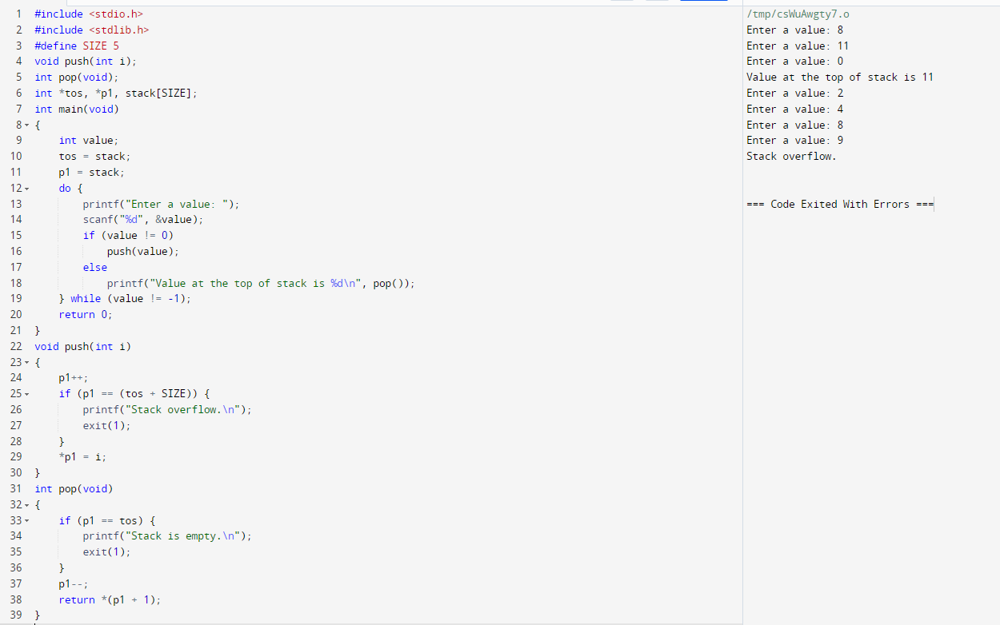 1 #include <stdio.h>
2 #include <stdlib.h>
3 #define SIZE 5
4 void push(int i);
5 int pop(void);
6 int *tos, *p1, stack[SIZE];
7 int main(void)
8 {
9     int value;
10     tos = stack;
11     p1 = stack;
12     do {
13         printf("Enter a value: ");
14         scanf("%d", &value);
15         if (value != 0)
16             push(value);
17         else
18             printf("Value at the top of stack is %d\n", pop());
19     } while (value != -1);
20     return 0;
21 }
22 void push(int i)
23 {
24     p1++;
25     if (p1 == (tos + SIZE)) {
26         printf("Stack overflow.\n");
27         exit(1);
28     }
29     *p1 = i;
30 }
31 int pop(void)
32 {
33     if (p1 == tos) {
34         printf("Stack is empty.\n");
35         exit(1);
36     }
37     p1--;
38     return *(p1 + 1);
39 }
/tmp/csWuAwgty7.o
Enter a value: 8
Enter a value: 11
Enter a value: 0
Value at the top of stack is 11
Enter a value: 2
Enter a value: 4
Enter a value: 8
Enter a value: 9
Stack overflow.
=== Code Exited With Errors ===